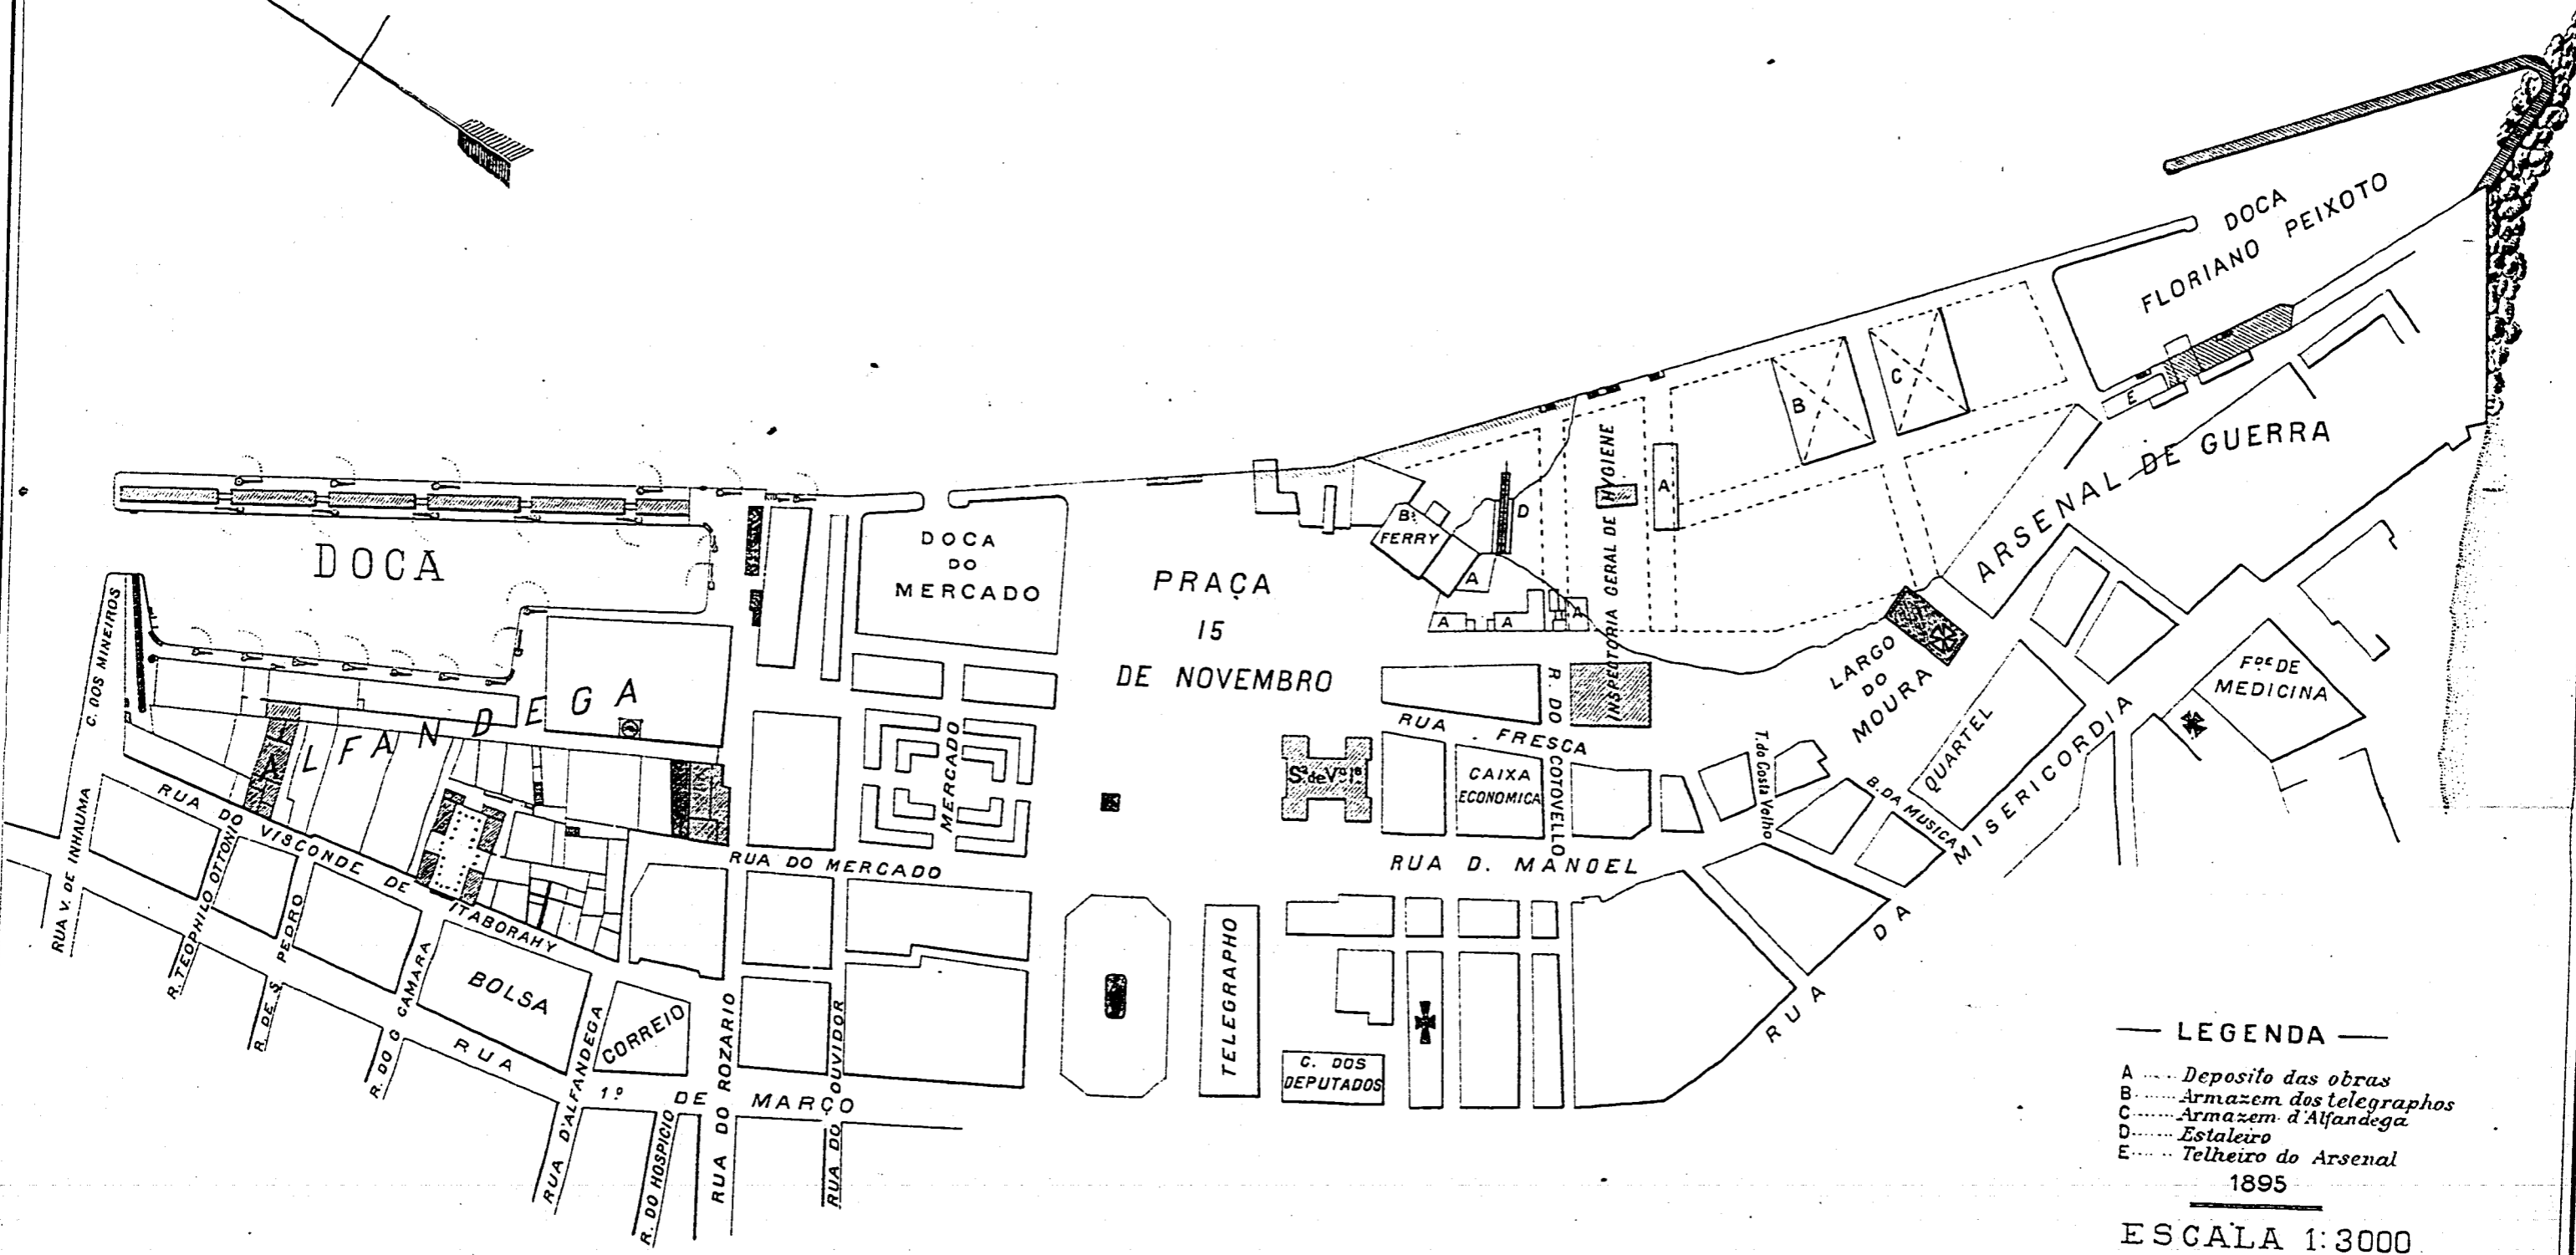 DOCA
FLORIANO PEIXOTO
B
C
E
ARSENAL DE GUERRA
DOCA
DOCA
DO
MERCADO
PRAÇA
15
DE NOVEMBRO
B
FERRY
D
A
A
A
A
A
INSPECTORIA GERAL DE HYGIENE
C. DOS MINEIROS
ALFANDEGA
MERCADO
LARGO
DO
MOURA
QUARTEL
B. DA MUSICA
RUA DA MISERICORDIA
DE
MEDICINA
RUA FRESCA
R. DO COTOVELLO
CAIXA
ECONOMICA
T. do Costa Velho
RUA D. MANOEL
RUA DO MERCADO
RUA DO VISCONDE DE ITABORAHY
RUA V. DE INHAUMA
R. TEOPHILO OTTONI
R. DE S. PEDRO
R. DO G CAMARA
BOLSA
RUA D'ALFANDEGA
CORREIO
R. DO HOSPICIO
RUA DO ROZARIO
RUA DO OUVIDOR
RUA 1º DE MARÇO
TELEGRAPHO
C. DOS
DEPUTADOS
LEGENDA
A ..... Deposito das obras
B ...... Armazem dos telegraphos
C ...... Armazem d'Alfandega
D ...... Estaleiro
E ...... Telheiro do Arsenal
1895
ESCALA 1:3000